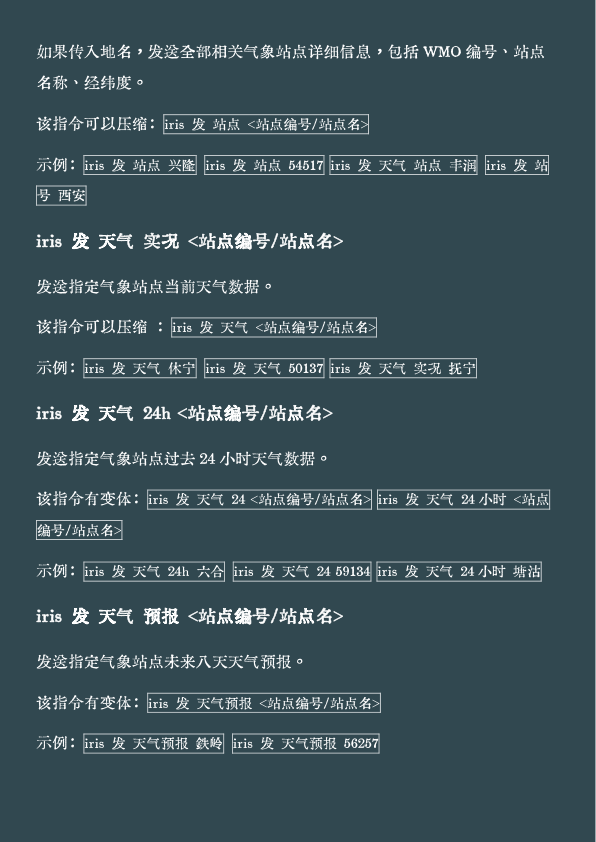 如果传入地名，发送全部相关气象站点详细信息，包括 WMO 编号、站点
名称、经纬度。
该指令可以压缩：iris 发 站点 <站点编号/站点名>
示例：iris 发 站点 兴隆 iris 发 站点 54517 iris 发 天气 站点 丰润 iris 发 站
号 西安
iris 发 天气 实况 <站点编号/站点名>
发送指定气象站点当前天气数据。
该指令可以压缩 ：iris 发 天气 <站点编号/站点名>
示例：iris 发 天气 休宁 iris 发 天气 50137 iris 发 天气 实况 抚宁
iris 发 天气 24h <站点编号/站点名>
发送指定气象站点过去 24 小时天气数据。
该指令有变体：iris 发 天气 24 <站点编号/站点名> iris 发 天气 24 小时 <站点
编号/站点名>
示例：iris 发 天气 24h 六合 iris 发 天气 24 59134 iris 发 天气 24 小时 塘沽
iris 发 天气 预报 <站点编号/站点名>
发送指定气象站点未来八天天气预报。
该指令有变体：iris 发 天气预报 <站点编号/站点名>
示例：iris 发 天气预报 鉄岭 iris 发 天气预报 56257